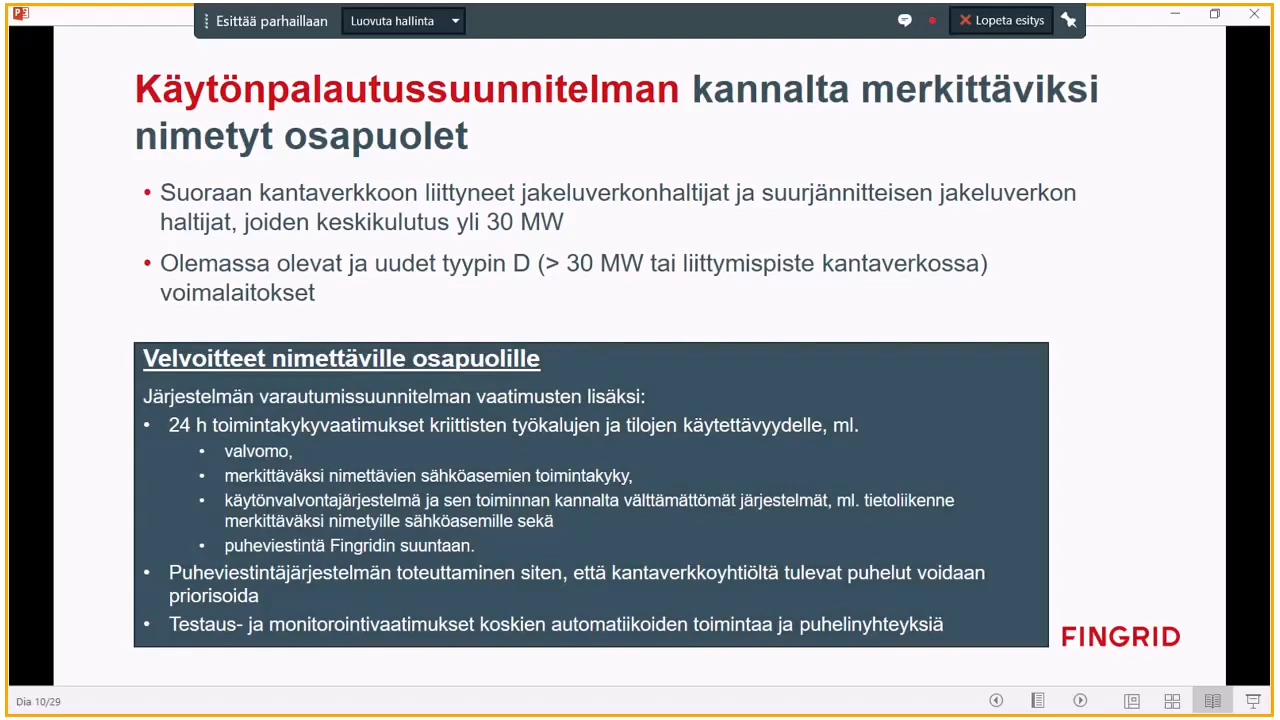 Esittää parhaillaan
Luovuta hallinta
Lopeta esitys
Käytönpalautussuunnitelman kannalta merkittäviksi
nimetyt osapuolet
• Suoraan kantaverkkoon liittyneet jakeluverkonhaltijat ja suurjännitteisen jakeluverkon
haltijat, joiden keskikulutus yli 30 MW
• Olemassa olevat ja uudet tyypin D (> 30 MW tai liittymispiste kantaverkossa)
voimalaitokset
Velvoitteet nimettäville osapuolille
Järjestelmän varautumissuunnitelman vaatimusten lisäksi:
• 24 h toimintakykyvaatimukset kriittisten työkalujen ja tilojen käytettävyydelle, ml.
• valvomo,
• merkittäväksi nimettävien sähköasemien toimintakyky,
• käytönvalvontajärjestelmä ja sen toiminnan kannalta välttämättömät järjestelmät, ml. tietoliikenne
merkittäväksi nimetyille sähköasemille sekä
• puheviestintä Fingridin suuntaan.
• Puheviestintäjärjestelmän toteuttaminen siten, että kantaverkkoyhtiöltä tulevat puhelut voidaan
priorisoida
• Testaus- ja monitorointivaatimukset koskien automatiikoiden toimintaa ja puhelinyhteyksiä
FINGRID
Dia 10/29